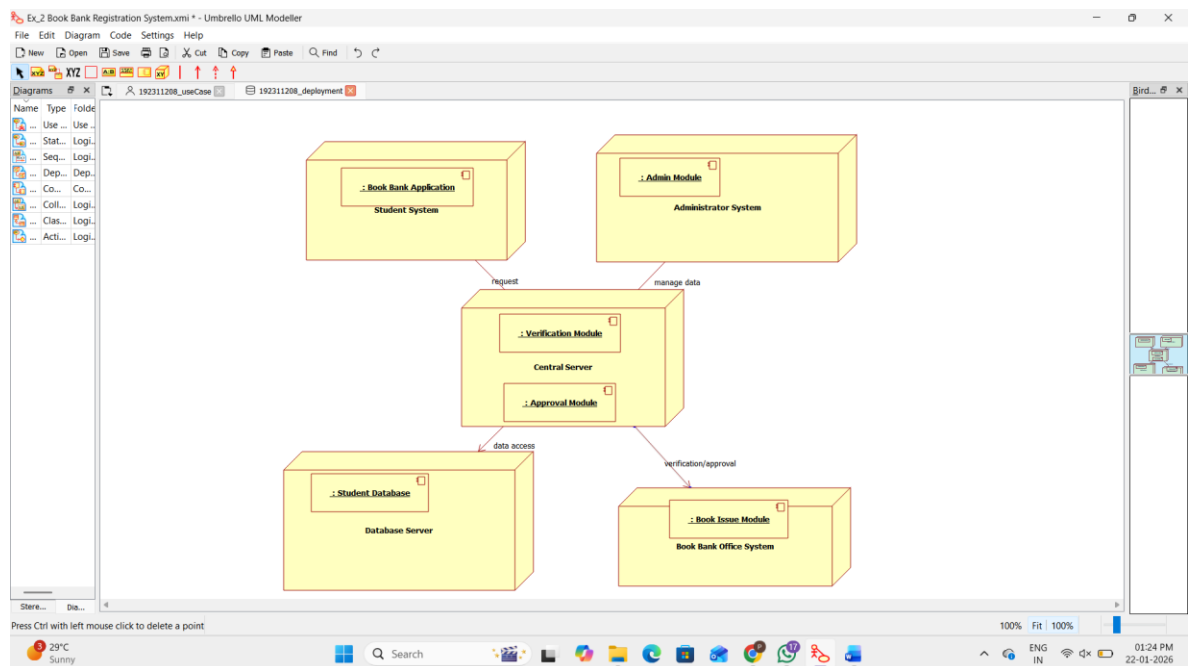 Ex_2 Book Bank Registration System.xmi * - Umbrello UML Modeller
File Edit Diagram Code Settings Help
New Open Save Cut Copy Paste Find
XYZ XYZ A:B XY
Diagrams
192311208_useCase 192311208_deployment
Bird...
Name Type Folde
... Use ... Use ..
... Stat... Logi..
... Seq... Logi..
... Dep... Dep..
... Co... Co...
... Coll... Logi..
... Clas... Logi..
... Acti... Logi..
: Book Bank Application
Student System
: Admin Module
Administrator System
request
manage data
: Verification Module
Central Server
: Approval Module
data access
verification/approval
: Student Database
Database Server
: Book Issue Module
Book Bank Office System
Stere... Dia...
Press Ctrl with left mouse click to delete a point
100% Fit 100%
3
29°C
Sunny
Search
ENG
IN
01:24 PM
22-01-2026